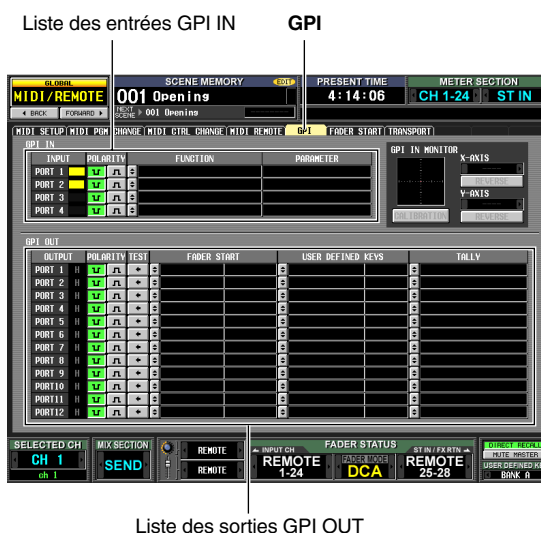 Liste des entrées GPI IN GPI
GLOBAL SCENE MEMORY EDIT PRESENT TIME METER SECTION
MIDI/REMOTE 001 Opening 4:14:06 CH 1-24 ST IN
BACK FORWARD NEXT SCENE 001 Opening
MIDI SETUP MIDI PGM CHANGE MIDI CTRL CHANGE MIDI REMOTE GPI FADER START TRANSPORT
GPI IN GPI IN MONITOR
INPUT POLARITY FUNCTION PARAMETER X-AXIS
PORT 1
PORT 2 REVERSE
PORT 3 Y-AXIS
PORT 4
CALIBRATION REVERSE
GPI OUT
OUTPUT POLARITY TEST FADER START USER DEFINED KEYS TALLY
PORT 1 H
PORT 2 H
PORT 3 H
PORT 4 H
PORT 5 H
PORT 6 H
PORT 7 H
PORT 8 H
PORT 9 H
PORT10 H
PORT11 H
PORT12 H
SELECTED CH MIX SECTION REMOTE INPUT CH FADER STATUS ST IN / FX RTN DIRECT RECALL
CH 1 SEND REMOTE FADER MODE REMOTE MUTE MASTER
ch 1 REMOTE 1-24 DCA 25-28 USER DEFINED KE
BANK A
Liste des sorties GPI OUT